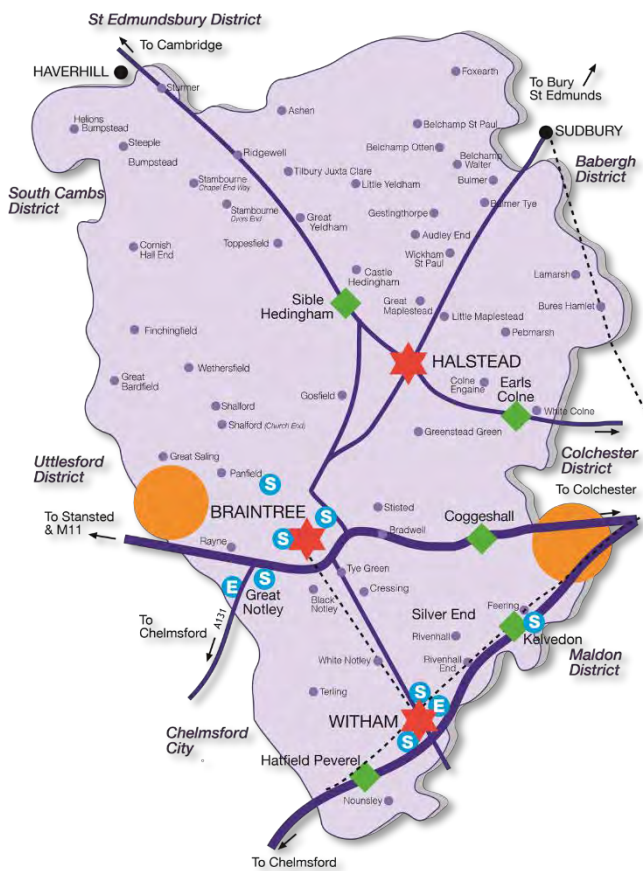 St Edmundsbury District
To Cambridge
HAVERHILL
Foxearth
To Bury
St Edmunds
Sturmer
Ashen
Helions
Bumpstead
Belchamp St Paul
SUDBURY
Steeple
Bumpstead
Belchamp Otten
Ridgewell
Belchamp
Walter
Babergh
District
South Cambs
District
Tilbury Juxta Clare
Stambourne
Chapel End Way
Little Yeldham
Bulmer
Stambourne
Dyers End
Great
Yeldham
Gestingthorpe
Bulmer Tye
Toppesfield
Audley End
Cornish
Hall End
Wickham
St Paul
Castle
Hedingham
Lamarsh
Sible
Hedingham
Great
Maplestead
Little Maplestead
Bures Hamlet
Finchingfield
Pebmarsh
Wethersfield
HALSTEAD
Great
Bardfield
Gosfield
Colne
Engaine
Earls
Colne
Shalford
White Colne
Shalford (Church End)
Greenstead Green
Great Saling
Colchester
District
Uttlesford
District
Panfield
S
To Colchester
BRAINTREE
S
Stisted
Coggeshall
To Stansted
& M11
S
Bradwell
Rayne
Tye Green
E
S
Great
Notley
Black
Notley
Cressing
Silver End
Feering
To
Chelmsford
A131
Rivenhall
S
Kelvedon
White Notley
Rivenhall
End
Maldon
District
Terling
S
E
WITHAM
S
Chelmsford
City
Hatfield Peverel
Nounsley
To Chelmsford